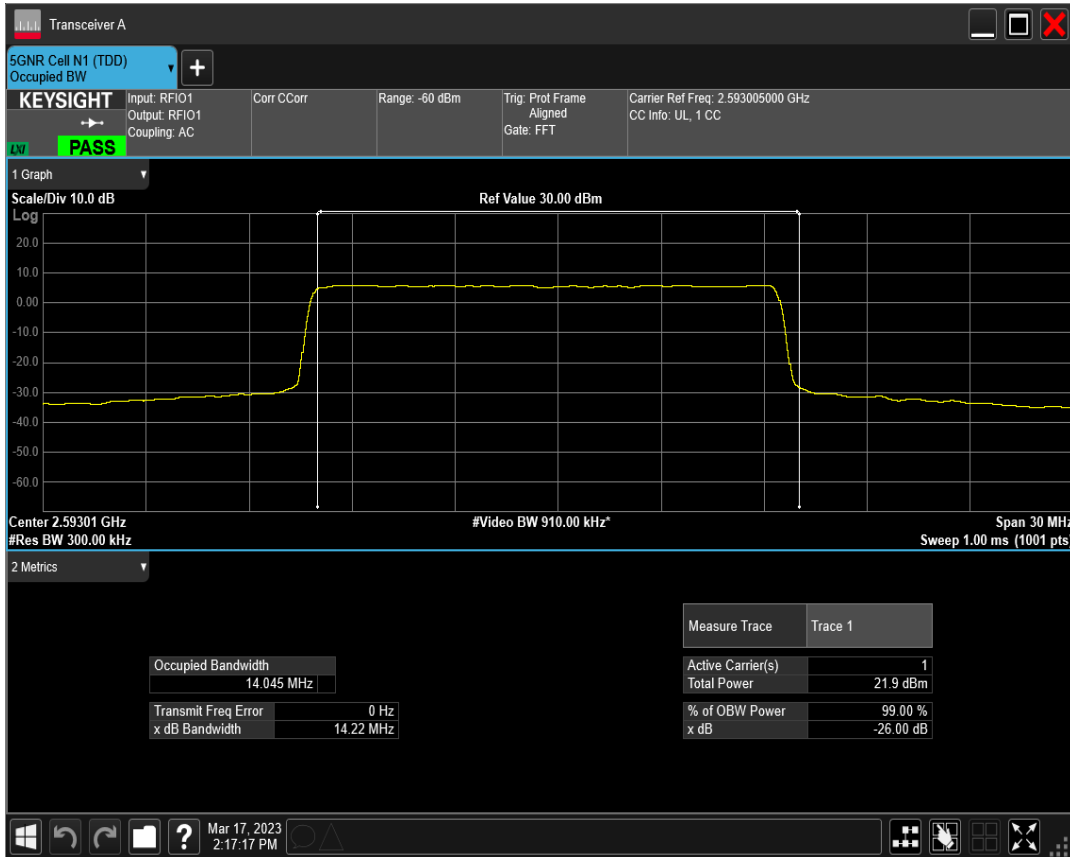 Transceiver A
5GNR Cell N1 (TDD)
Occupied BW
+
KEYSIGHT
LXI
PASS
Input: RFIO1
Output: RFIO1
Coupling: AC
Corr CCorr
Range: -60 dBm
Trig: Prot Frame
Aligned
Gate: FFT
Carrier Ref Freq: 2.593005000 GHz
CC Info: UL, 1 CC
1 Graph
Scale/Div 10.0 dB
Ref Value 30.00 dBm
Log
20.0
10.0
0.00
-10.0
-20.0
-30.0
-40.0
-50.0
-60.0
Center 2.59301 GHz
#Video BW 910.00 kHz*
Span 30 MHz
#Res BW 300.00 kHz
Sweep 1.00 ms (1001 pts)
2 Metrics
Measure Trace Trace 1
Occupied Bandwidth
14.045 MHz
Active Carrier(s) 1
Total Power 21.9 dBm
Transmit Freq Error 0 Hz
x dB Bandwidth 14.22 MHz
% of OBW Power 99.00 %
x dB -26.00 dB
?
Mar 17, 2023
2:17:17 PM